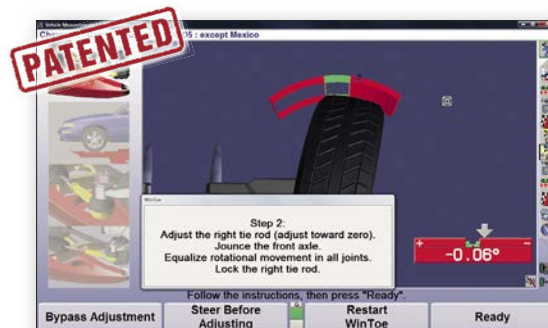 PATENTED
05 : except Mexico
WinToe
Step 2:
Adjust the right tie rod (adjust toward zero).
Jounce the front axle.
Equalize rotational movement in all joints.
Lock the right tie rod.
+ -
-0.06°
Follow the instructions, then press "Ready".
Bypass Adjustment
Steer Before
Adjusting
Restart
WinToe
Ready